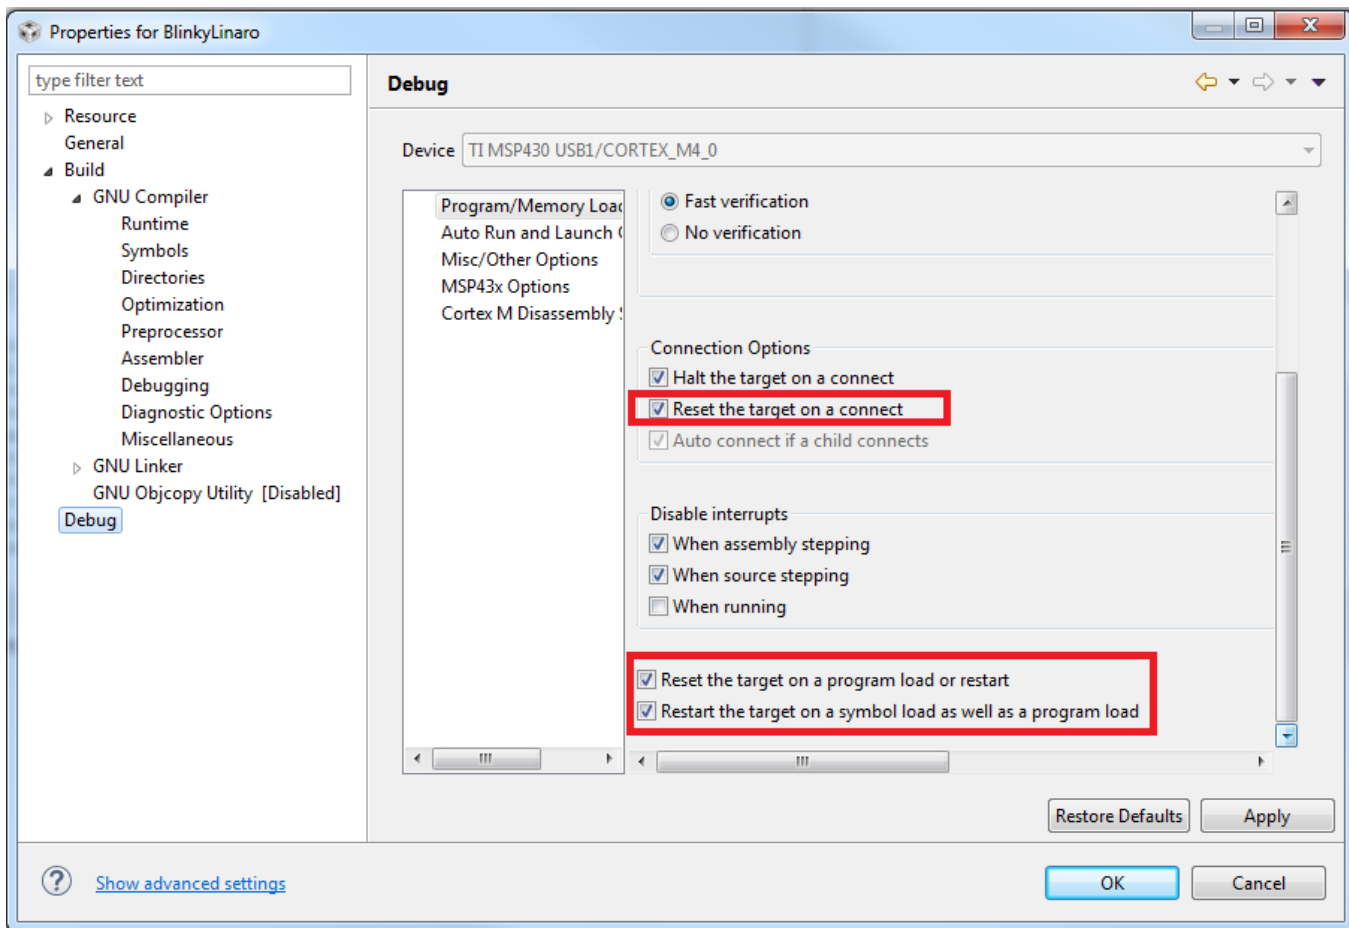 Properties for BlinkyLinaro
type filter text
Resource
General
Build
GNU Compiler
Runtime
Symbols
Directories
Optimization
Preprocessor
Assembler
Debugging
Diagnostic Options
Miscellaneous
GNU Linker
GNU Objcopy Utility [Disabled]
Debug
Debug
Device TI MSP430 USB1/CORTEX_M4_0
Program/Memory Load
Auto Run and Launch
Misc/Other Options
MSP43x Options
Cortex M Disassembly
Fast verification
No verification
Connection Options
Halt the target on a connect
Reset the target on a connect
Auto connect if a child connects
Disable interrupts
When assembly stepping
When source stepping
When running
Reset the target on a program load or restart
Restart the target on a symbol load as well as a program load
Restore Defaults Apply
? Show advanced settings
OK Cancel